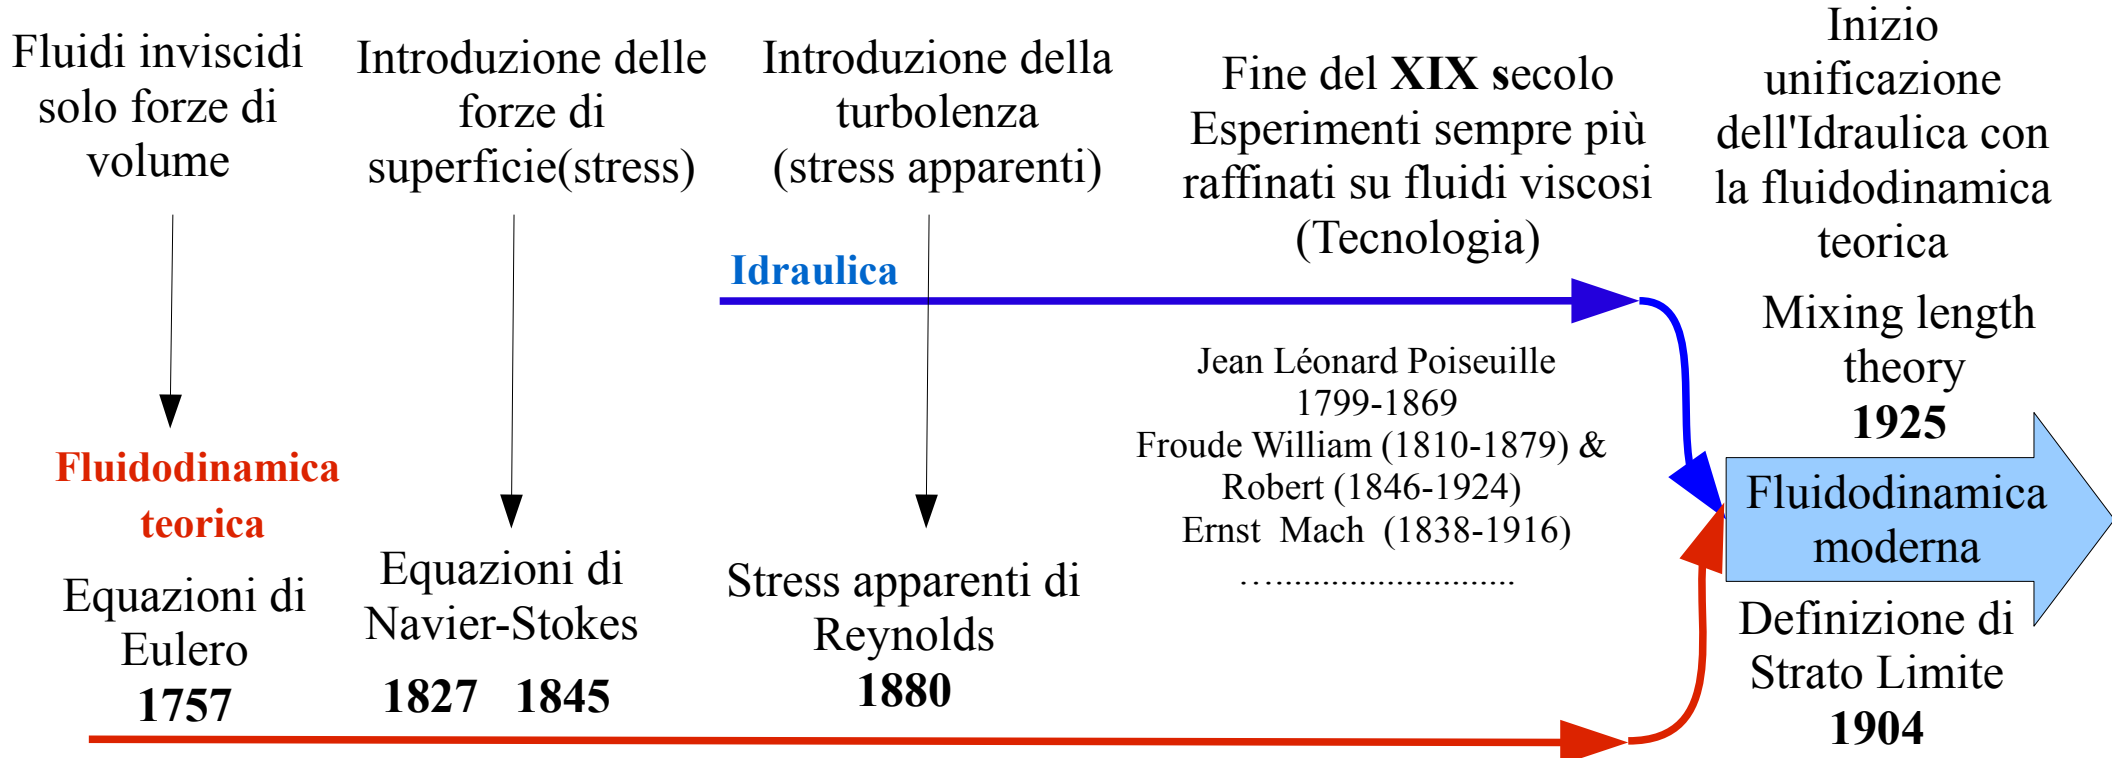 Fluidi inviscidi
solo forze di
volume
Introduzione delle
forze di
superficie(stress)
Introduzione della
turbolenza
(stress apparenti)
Fine del XIX secolo
Esperimenti sempre più
raffinati su fluidi viscosi
(Tecnologia)
Inizio
unificazione
dell'Idraulica con
la fluidodinamica
teorica
Idraulica
Jean Léonard Poiseuille
1799-1869
Froude William (1810-1879) &
Robert (1846-1924)
Ernst Mach (1838-1916)
…..........................
Mixing length
theory
1925
Fluidodinamica
teorica
Equazioni di
Eulero
1757
Equazioni di
Navier-Stokes
1827 1845
Stress apparenti di
Reynolds
1880
Fluidodinamica
moderna
Definizione di
Strato Limite
1904